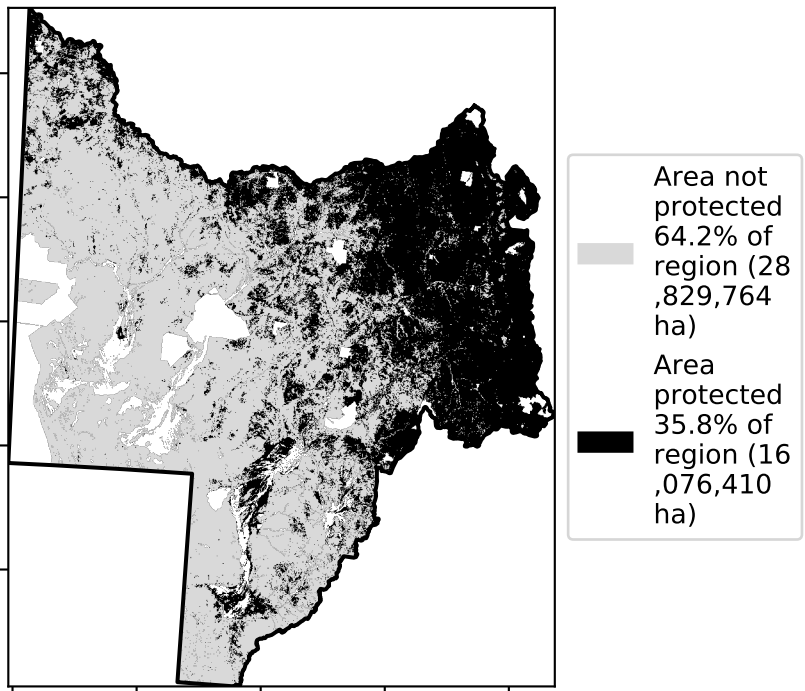 Area not
protected
64.2% of
region (28
,829,764
ha)
Area
protected
35.8% of
region (16
,076,410
ha)